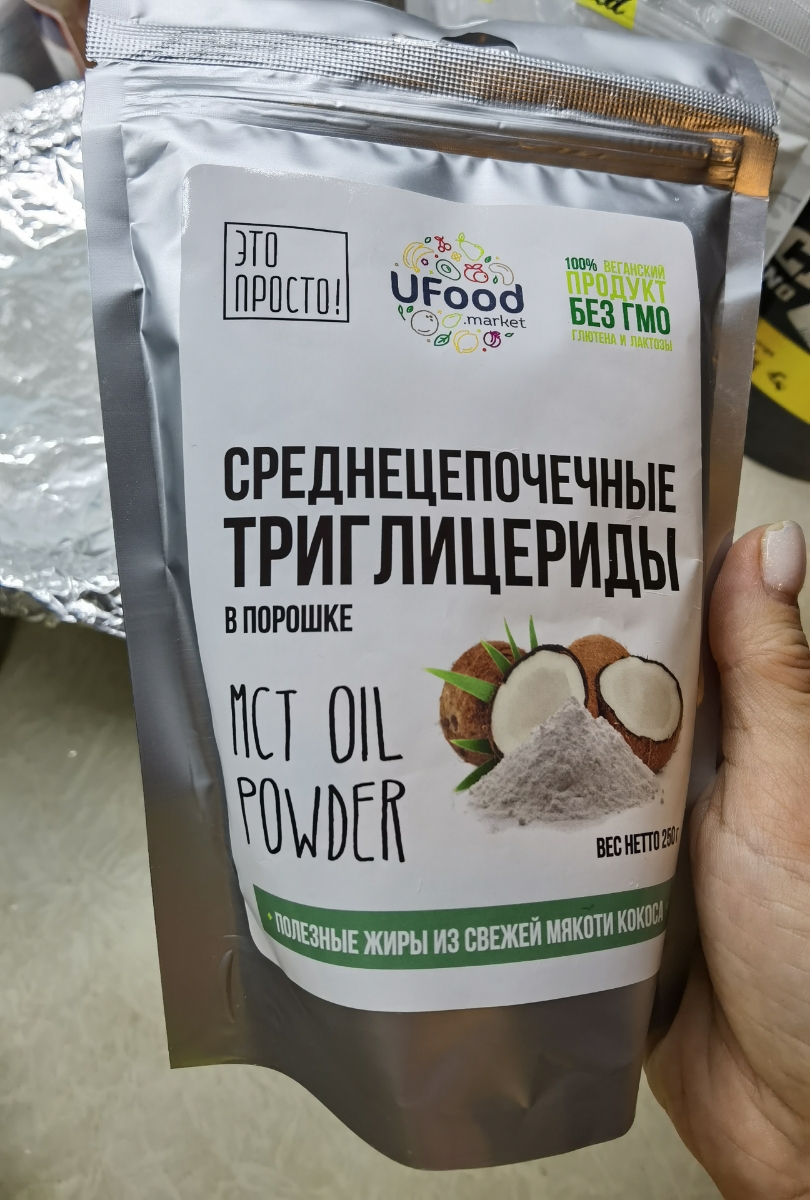 ЭТО
ПРОСТО!
UFood
.market
100% ВЕГАНСКИЙ
ПРОДУКТ
БЕЗ ГМО
ГЛЮТЕНА И ЛАКТОЗЫ
СРЕДНЕЦЕПОЧЕЧНЫЕ
ТРИГЛИЦЕРИДЫ
В ПОРОШКЕ
MCT OIL
POWDER
ВЕС НЕТТО 250 г
ПОЛЕЗНЫЕ ЖИРЫ ИЗ СВЕЖЕЙ МЯКОТИ КОКОСА